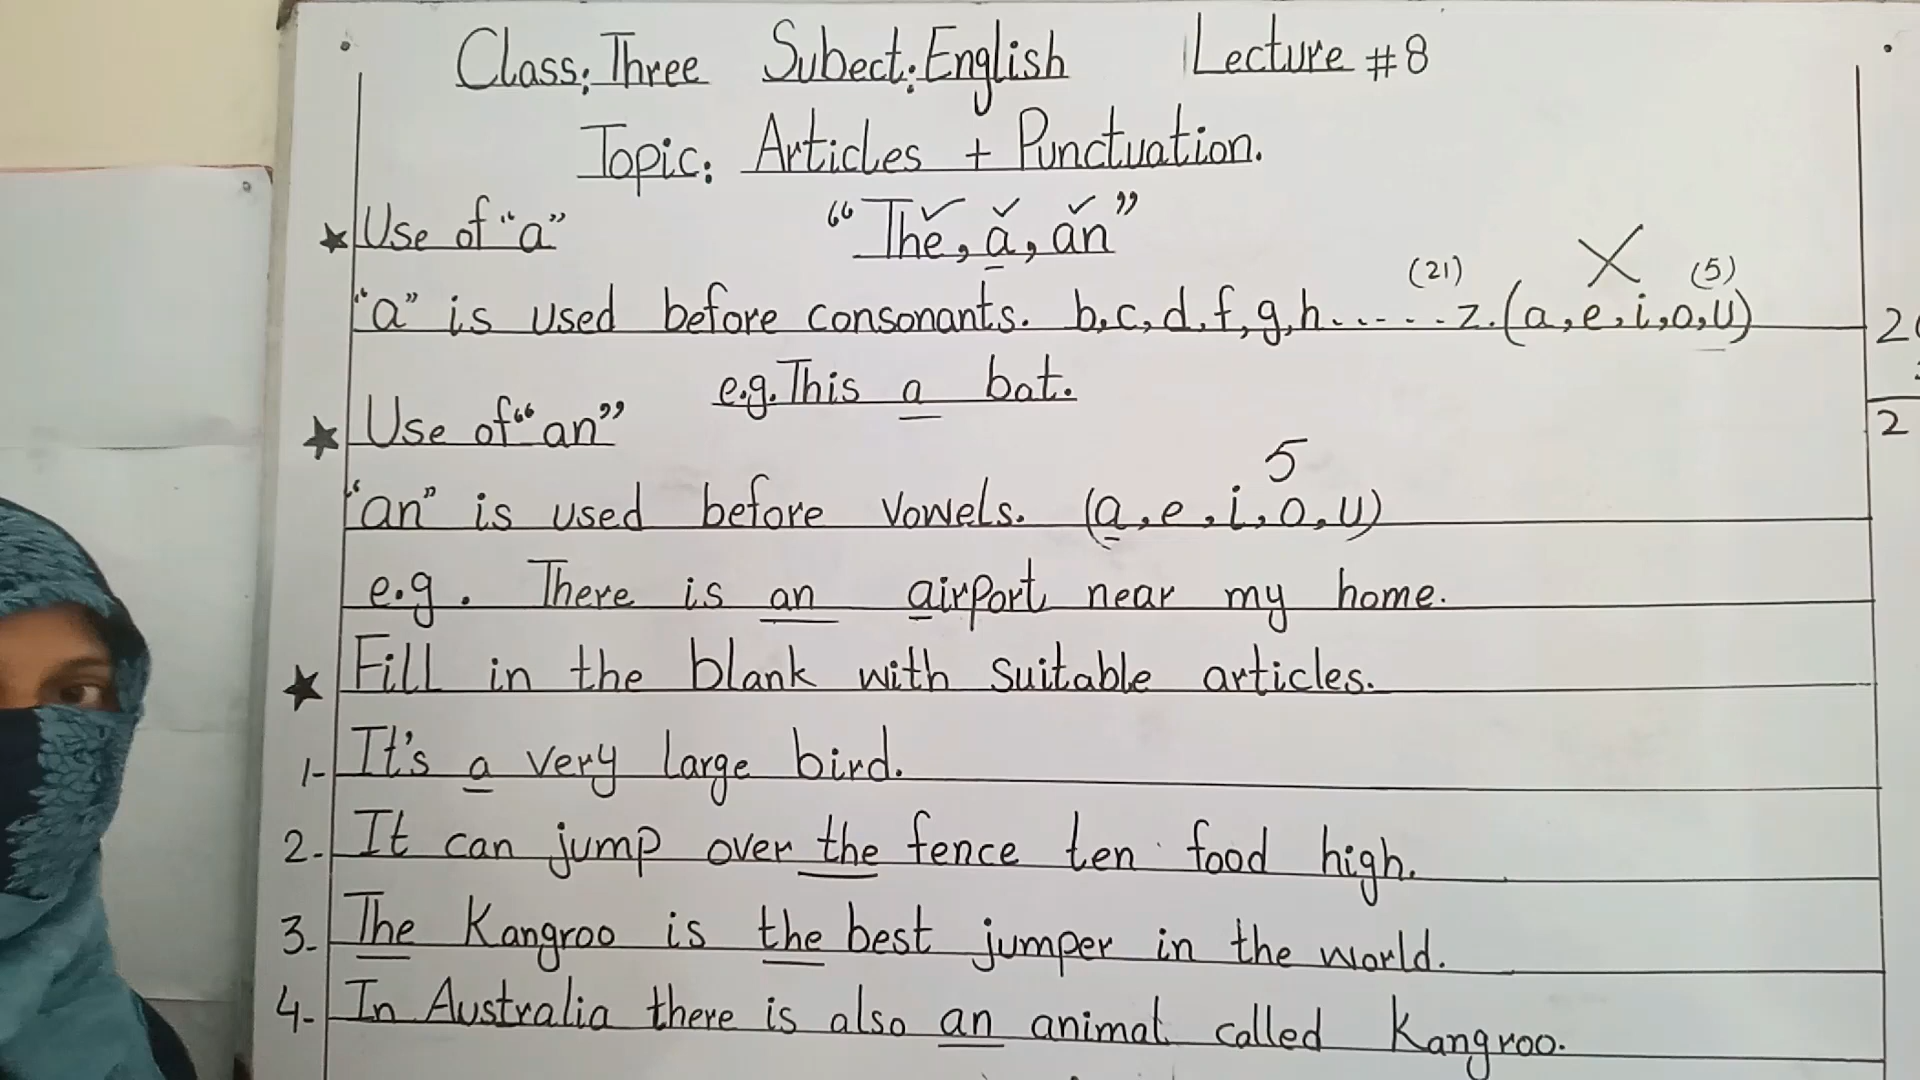 Class: Three Subect: English Lecture #8
Topic: Articles + Punctuation.
Use of "a" "The, a, an"
(21) (5)
"a" is used before consonants. b,c,d,f,g,h.....z.(a,e,i,o,u)
e.g. This a bat.
Use of "an"
5
"an" is used before vowels. (a,e,i,o,u)
e.g. There is an airport near my home.
Fill in the blank with suitable articles.
1- It's a very large bird.
2- It can jump over the fence ten food high.
3- The Kangroo is the best jumper in the world.
4- In Australia there is also an animal called Kangroo.